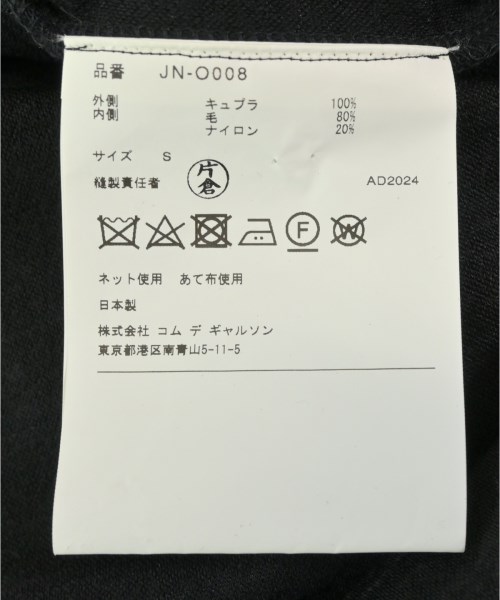 品番 JN-O008
外側 キュプラ 100%
内側 毛 80%
ナイロン 20%
サイズ S
縫製責任者 片倉 AD2024
F W
ネット使用 あて布使用
日本製
株式会社 コム デ ギャルソン
東京都港区南青山5-11-5